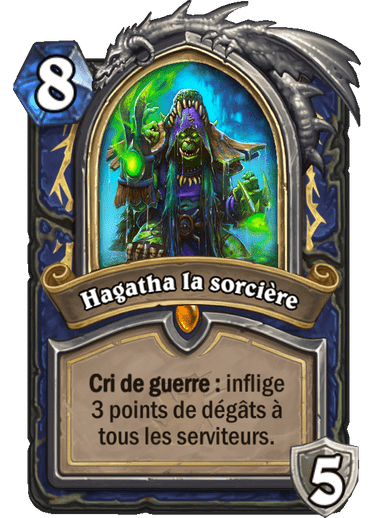 8
Hagatha la sorcière
Cri de guerre : inflige
3 points de dégâts à
tous les serviteurs.
5